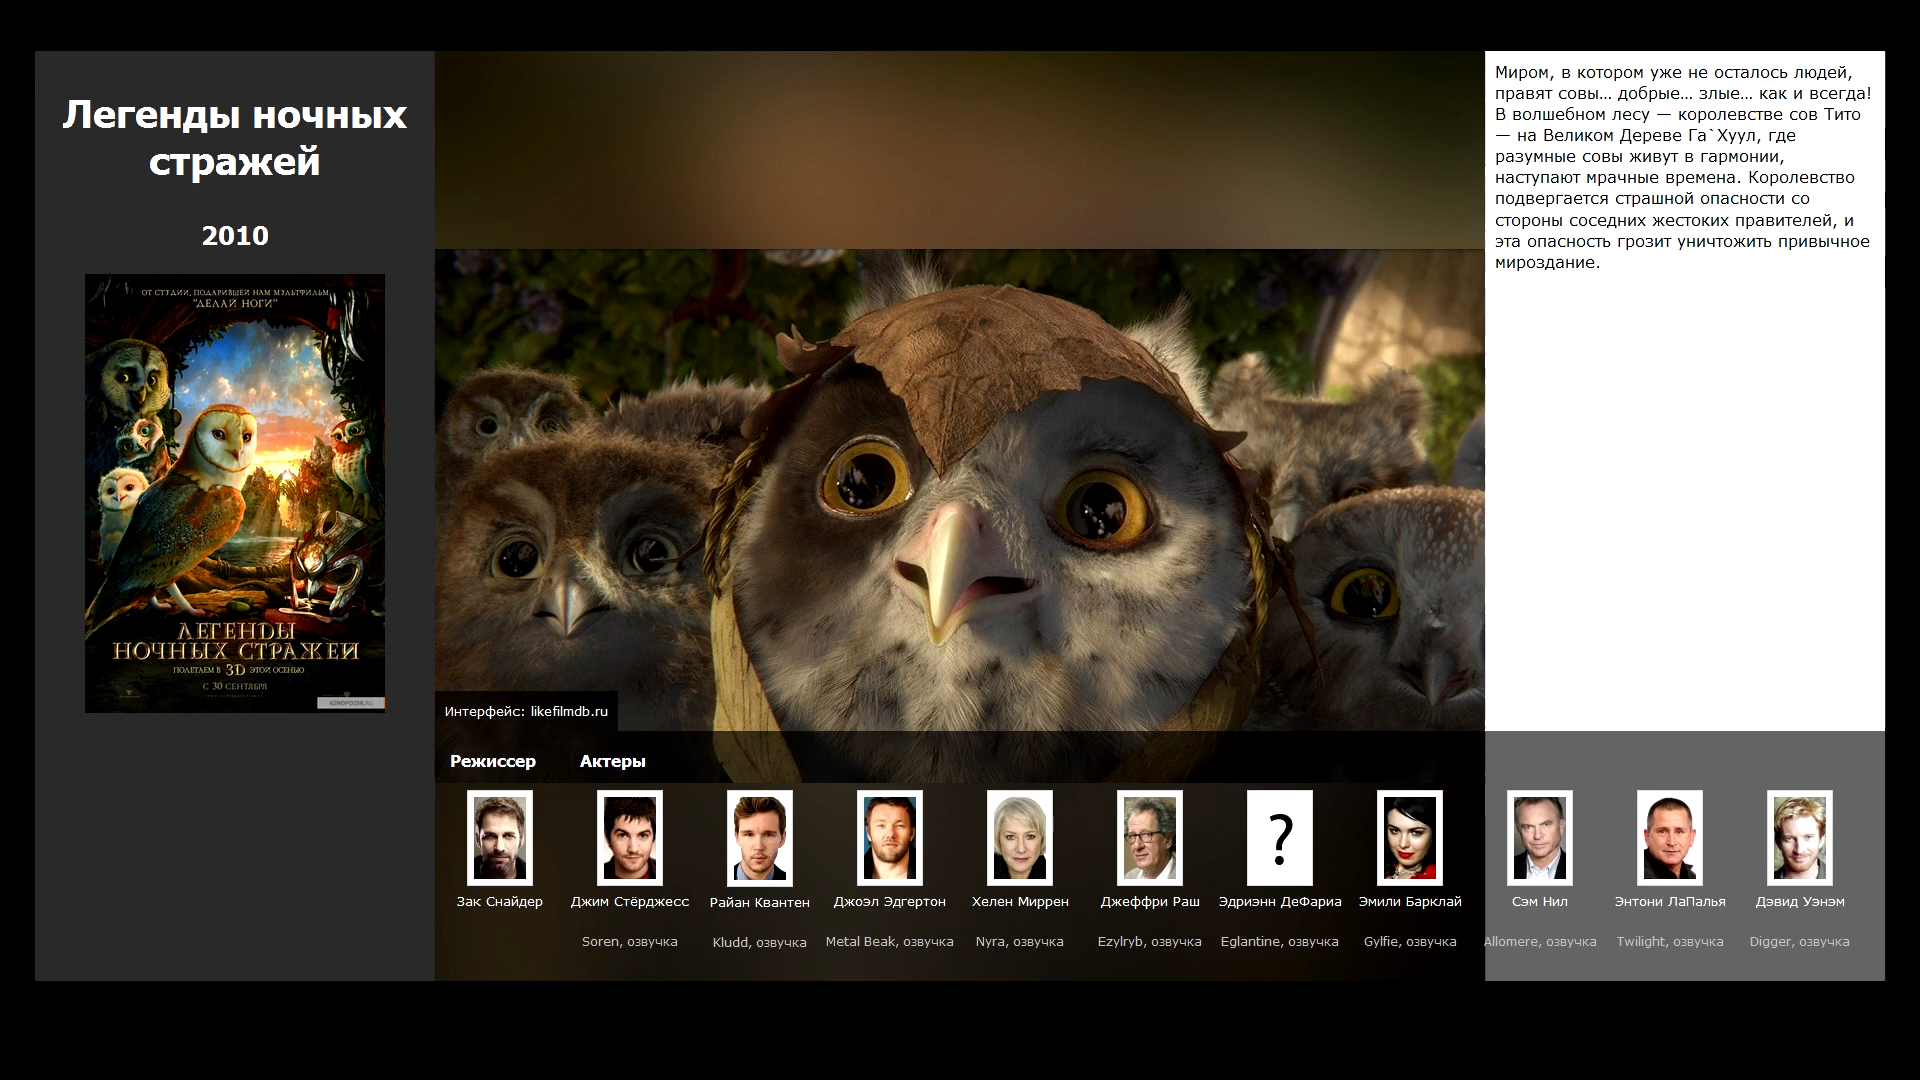 Легенды ночных
стражей
2010
ОТ СТУДИИ, ПОДАРИВШЕЙ НАМ МУЛЬТФИЛЬМ
"ДЕЛАЙ НОГИ"
ЛЕГЕНДЫ
НОЧНЫХ СТРАЖЕЙ
ПОЛЕТАЕМ В 3D ЭТОЙ ОСЕНЬЮ
С 30 СЕНТЯБРЯ
KINOPOISK.RU
Миром, в котором уже не осталось людей,
правят совы… добрые… злые… как и всегда!
В волшебном лесу — королевстве сов Тито
— на Великом Дереве Га`Хуул, где
разумные совы живут в гармонии,
наступают мрачные времена. Королевство
подвергается страшной опасности со
стороны соседних жестоких правителей, и
эта опасность грозит уничтожить привычное
мироздание.
Интерфейс: likefilmdb.ru
Режиссер Актеры
?
Зак Снайдер Джим Стёрджесс Райан Квантен Джоэл Эдгертон Хелен Миррен Джеффри Раш Эдриэнн ДеФариа Эмили Барклай Сэм Нил Энтони ЛаПалья Дэвид Уэнэм
Soren, озвучка Kludd, озвучка Metal Beak, озвучка Nyra, озвучка Ezylryb, озвучка Eglantine, озвучка Gylfie, озвучка Allomere, озвучка Twilight, озвучка Digger, озвучка